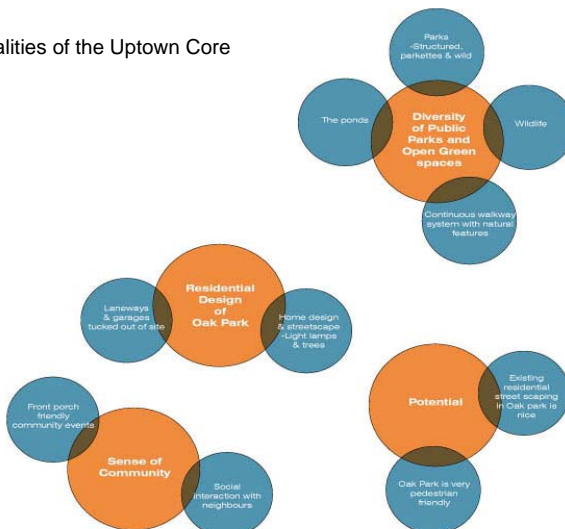 alities of the Uptown Core
Parks
-Structured,
parkettes & wild
The ponds
Diversity
of Public
Parks and
Open Green
spaces
Wildlife
Continuous walkway
system with natural
features
Residential
Design
of
Oak Park
Laneways
& garages
tucked out of site
Home design
& streetscape
-Light lamps
& trees
Front porch
friendly
community events
Sense of
Community
Social
interaction with
neighbours
Potential
Existing
residential
street scaping
in Oak park is
nice
Oak Park is very
pedestrian
friendly